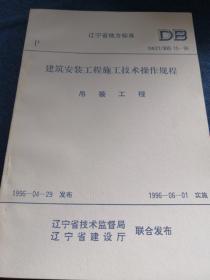 辽宁省地方标准
DB
P
建筑安装工程施工技术操作规程
吊装工程
1996-04-29 发布
1996-06-01 实施
辽宁省技术监督局
辽宁省建设厅
联合发布